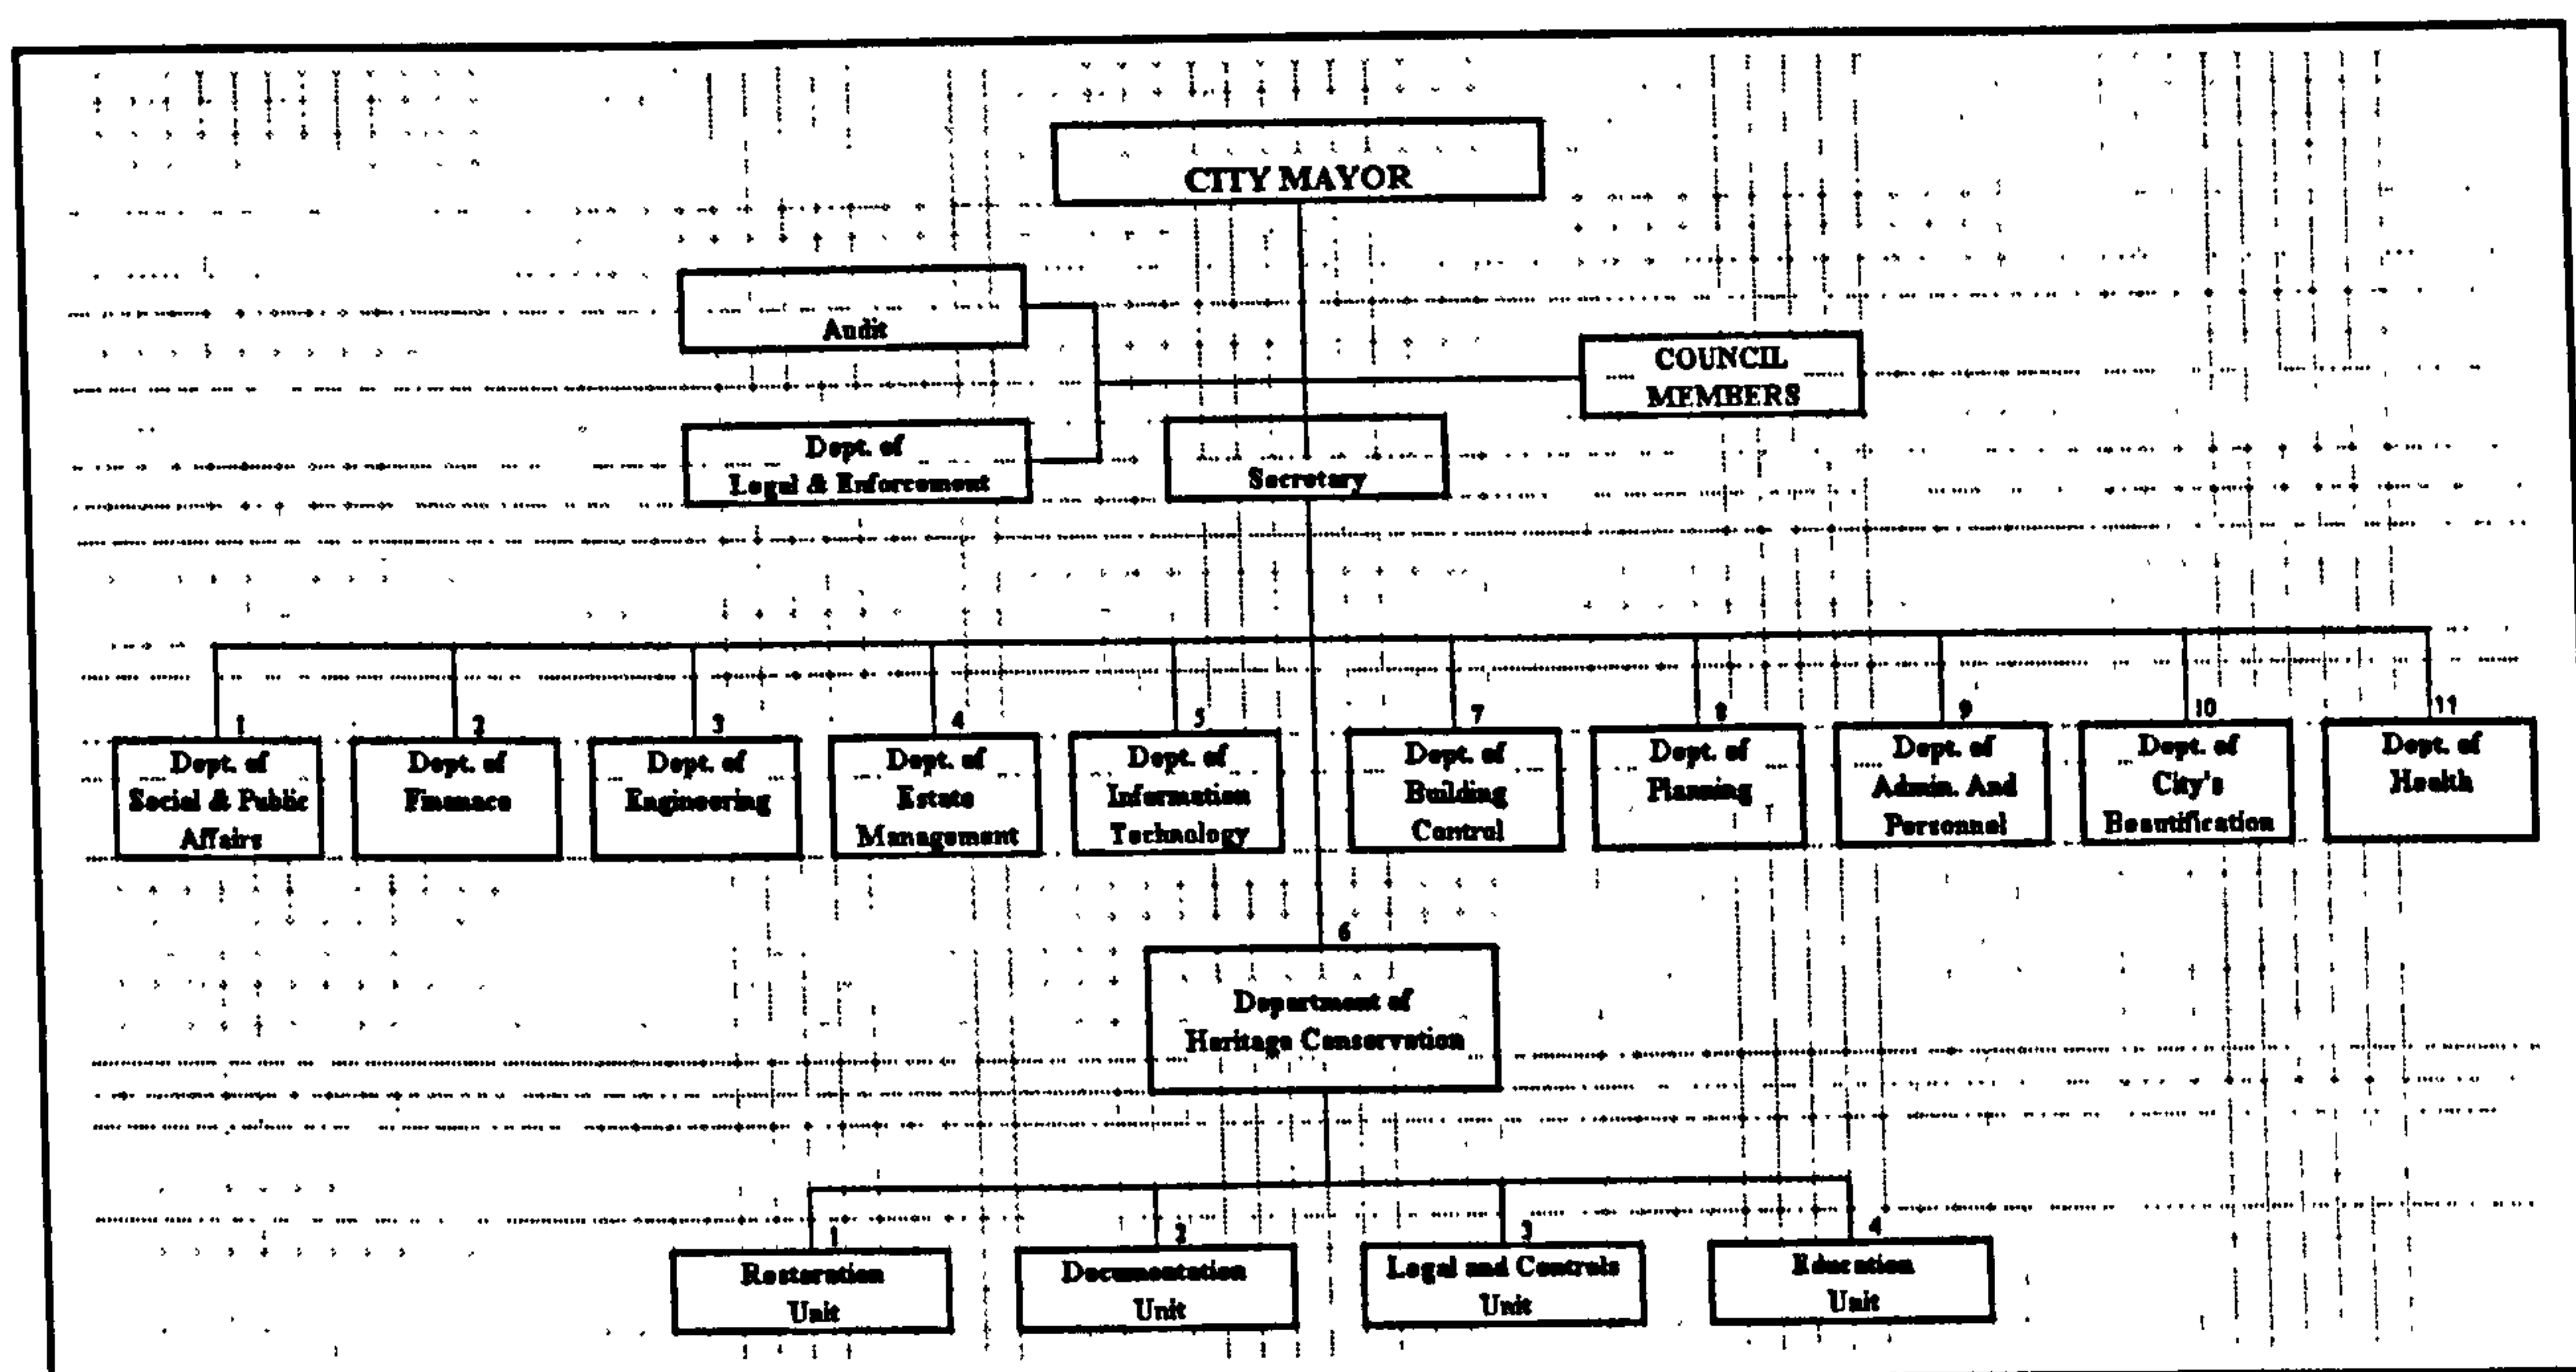 CITY MAYOR
Audit
COUNCIL
MEMBERS
Dept. of
Legal & Enforcement
Secretary
1
Dept. of
Social & Public
Affairs
2
Dept. of
Finanace
3
Dept. of
Engineering
4
Dept. of
Estate
Management
5
Dept. of
Information
Technology
7
Dept. of
Building
Control
8
Dept. of
Planning
9
Dept. of
Admin. And
Personnel
10
Dept. of
City's
Beautification
11
Dept. of
Health
6
Department of
Heritage Conservation
1
Restoration
Unit
2
Documentation
Unit
3
Legal and Controls
Unit
4
Education
Unit